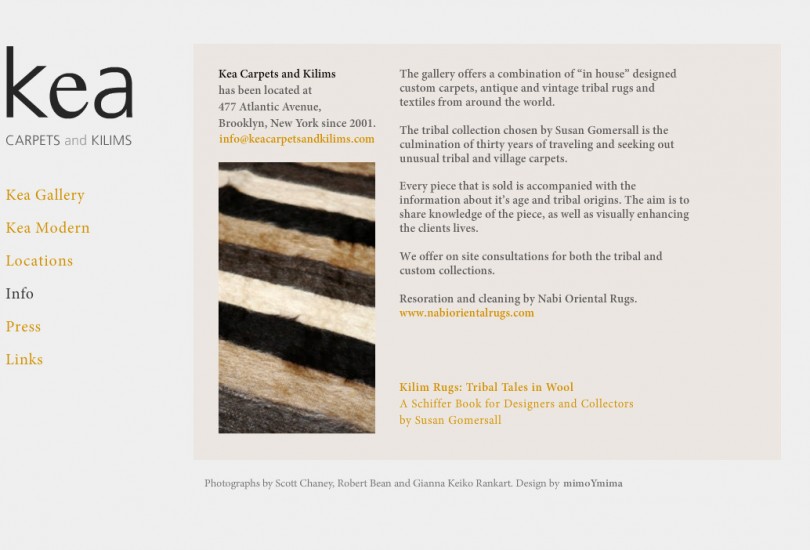 kea
CARPETS and KILIMS
Kea Gallery
Kea Modern
Locations
Info
Press
Links
Kea Carpets and Kilims
has been located at
477 Atlantic Avenue,
Brooklyn, New York since 2001.
info@keacarpetsandkilims.com
The gallery offers a combination of “in house” designed
custom carpets, antique and vintage tribal rugs and
textiles from around the world.
The tribal collection chosen by Susan Gomersall is the
culmination of thirty years of traveling and seeking out
unusual tribal and village carpets.
Every piece that is sold is accompanied with the
information about it’s age and tribal origins. The aim is to
share knowledge of the piece, as well as visually enhancing
the clients lives.
We offer on site consultations for both the tribal and
custom collections.
Resoration and cleaning by Nabi Oriental Rugs.
www.nabiorientalrugs.com
Kilim Rugs: Tribal Tales in Wool
A Schiffer Book for Designers and Collectors
by Susan Gomersall
Photographs by Scott Chaney, Robert Bean and Gianna Keiko Rankart. Design by mimoYmima